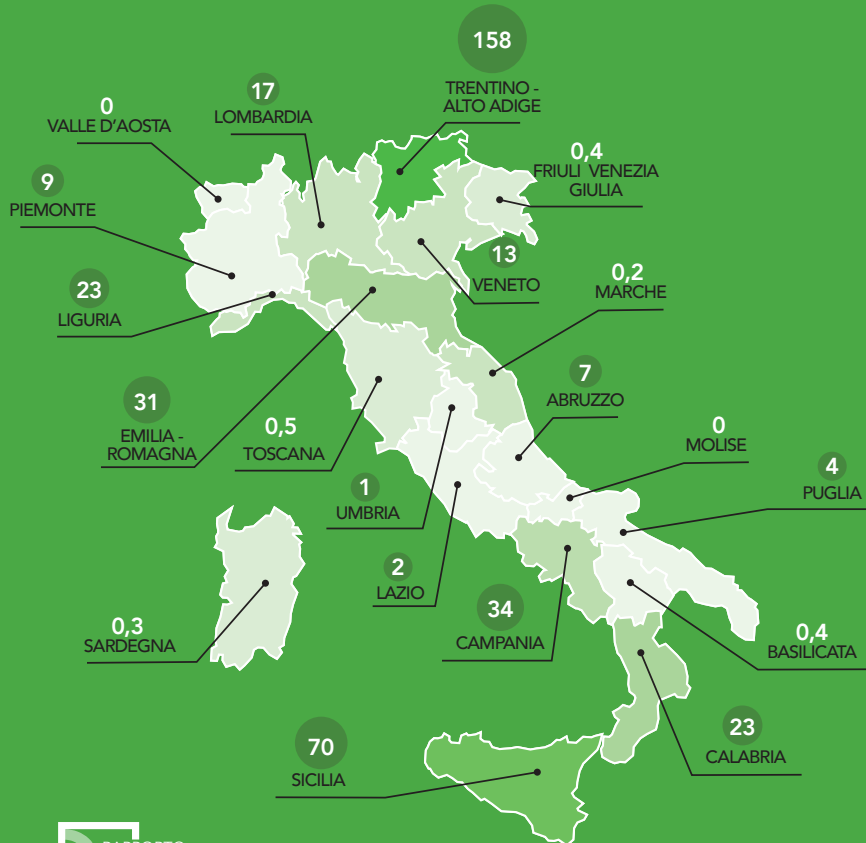 158
TRENTINO -
ALTO ADIGE
17
LOMBARDIA
0
VALLE D'AOSTA
0,4
FRIULI VENEZIA
GIULIA
9
PIEMONTE
13
VENETO
0,2
MARCHE
23
LIGURIA
7
ABRUZZO
31
EMILIA -
ROMAGNA
0,5
TOSCANA
0
MOLISE
4
PUGLIA
1
UMBRIA
2
LAZIO
34
CAMPANIA
0,3
SARDEGNA
0,4
BASILICATA
23
CALABRIA
70
SICILIA